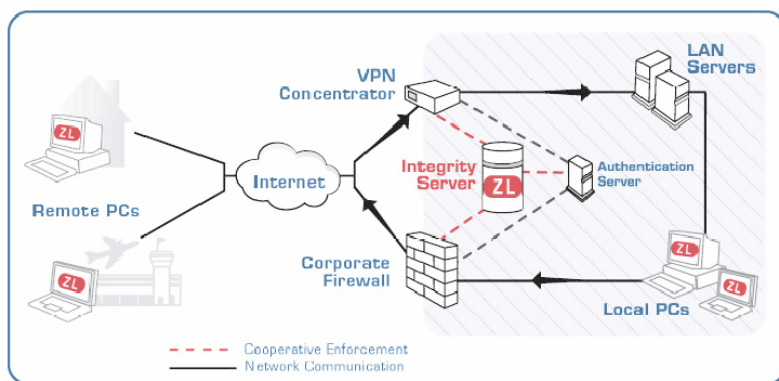 LAN
Servers
VPN
Concentrator
ZL
Integrity
Server
ZL
Authentication
Server
Internet
Remote PCs
ZL
Corporate
Firewall
ZL
ZL
Local PCs
Cooperative Enforcement
Network Communication